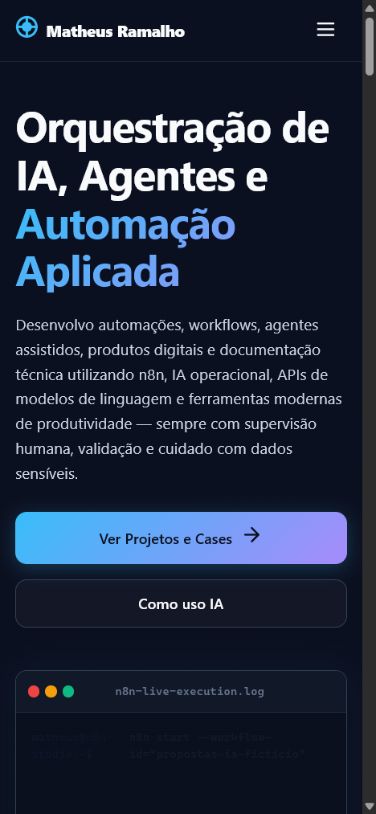 Matheus Ramalho
Orquestração de
IA, Agentes e
Automação
Aplicada
Desenvolvo automações, workflows, agentes
assistidos, produtos digitais e documentação
técnica utilizando n8n, IA operacional, APIs de
modelos de linguagem e ferramentas modernas
de produtividade — sempre com supervisão
humana, validação e cuidado com dados
sensíveis.
Ver Projetos e Cases →
Como uso IA
n8n-live-execution.log
n8n start --workflow-
id="propostas-ia-ficticio"